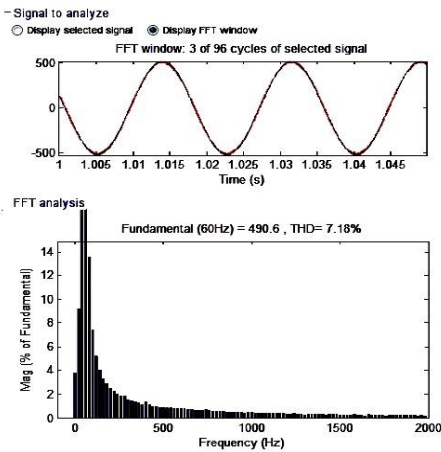 Signal to analyze
Display selected signal Display FFT window
FFT window: 3 of 96 cycles of selected signal
500
0
-500
1 1.005 1.01 1.015 1.02 1.025 1.03 1.035 1.04 1.045
Time (s)
FFT analysis
Fundamental (60Hz) = 490.6 , THD= 7.18%
Mag (% of Fundamental)
14
12
10
8
6
4
2
0
0 500 1000 1500 2000
Frequency (Hz)